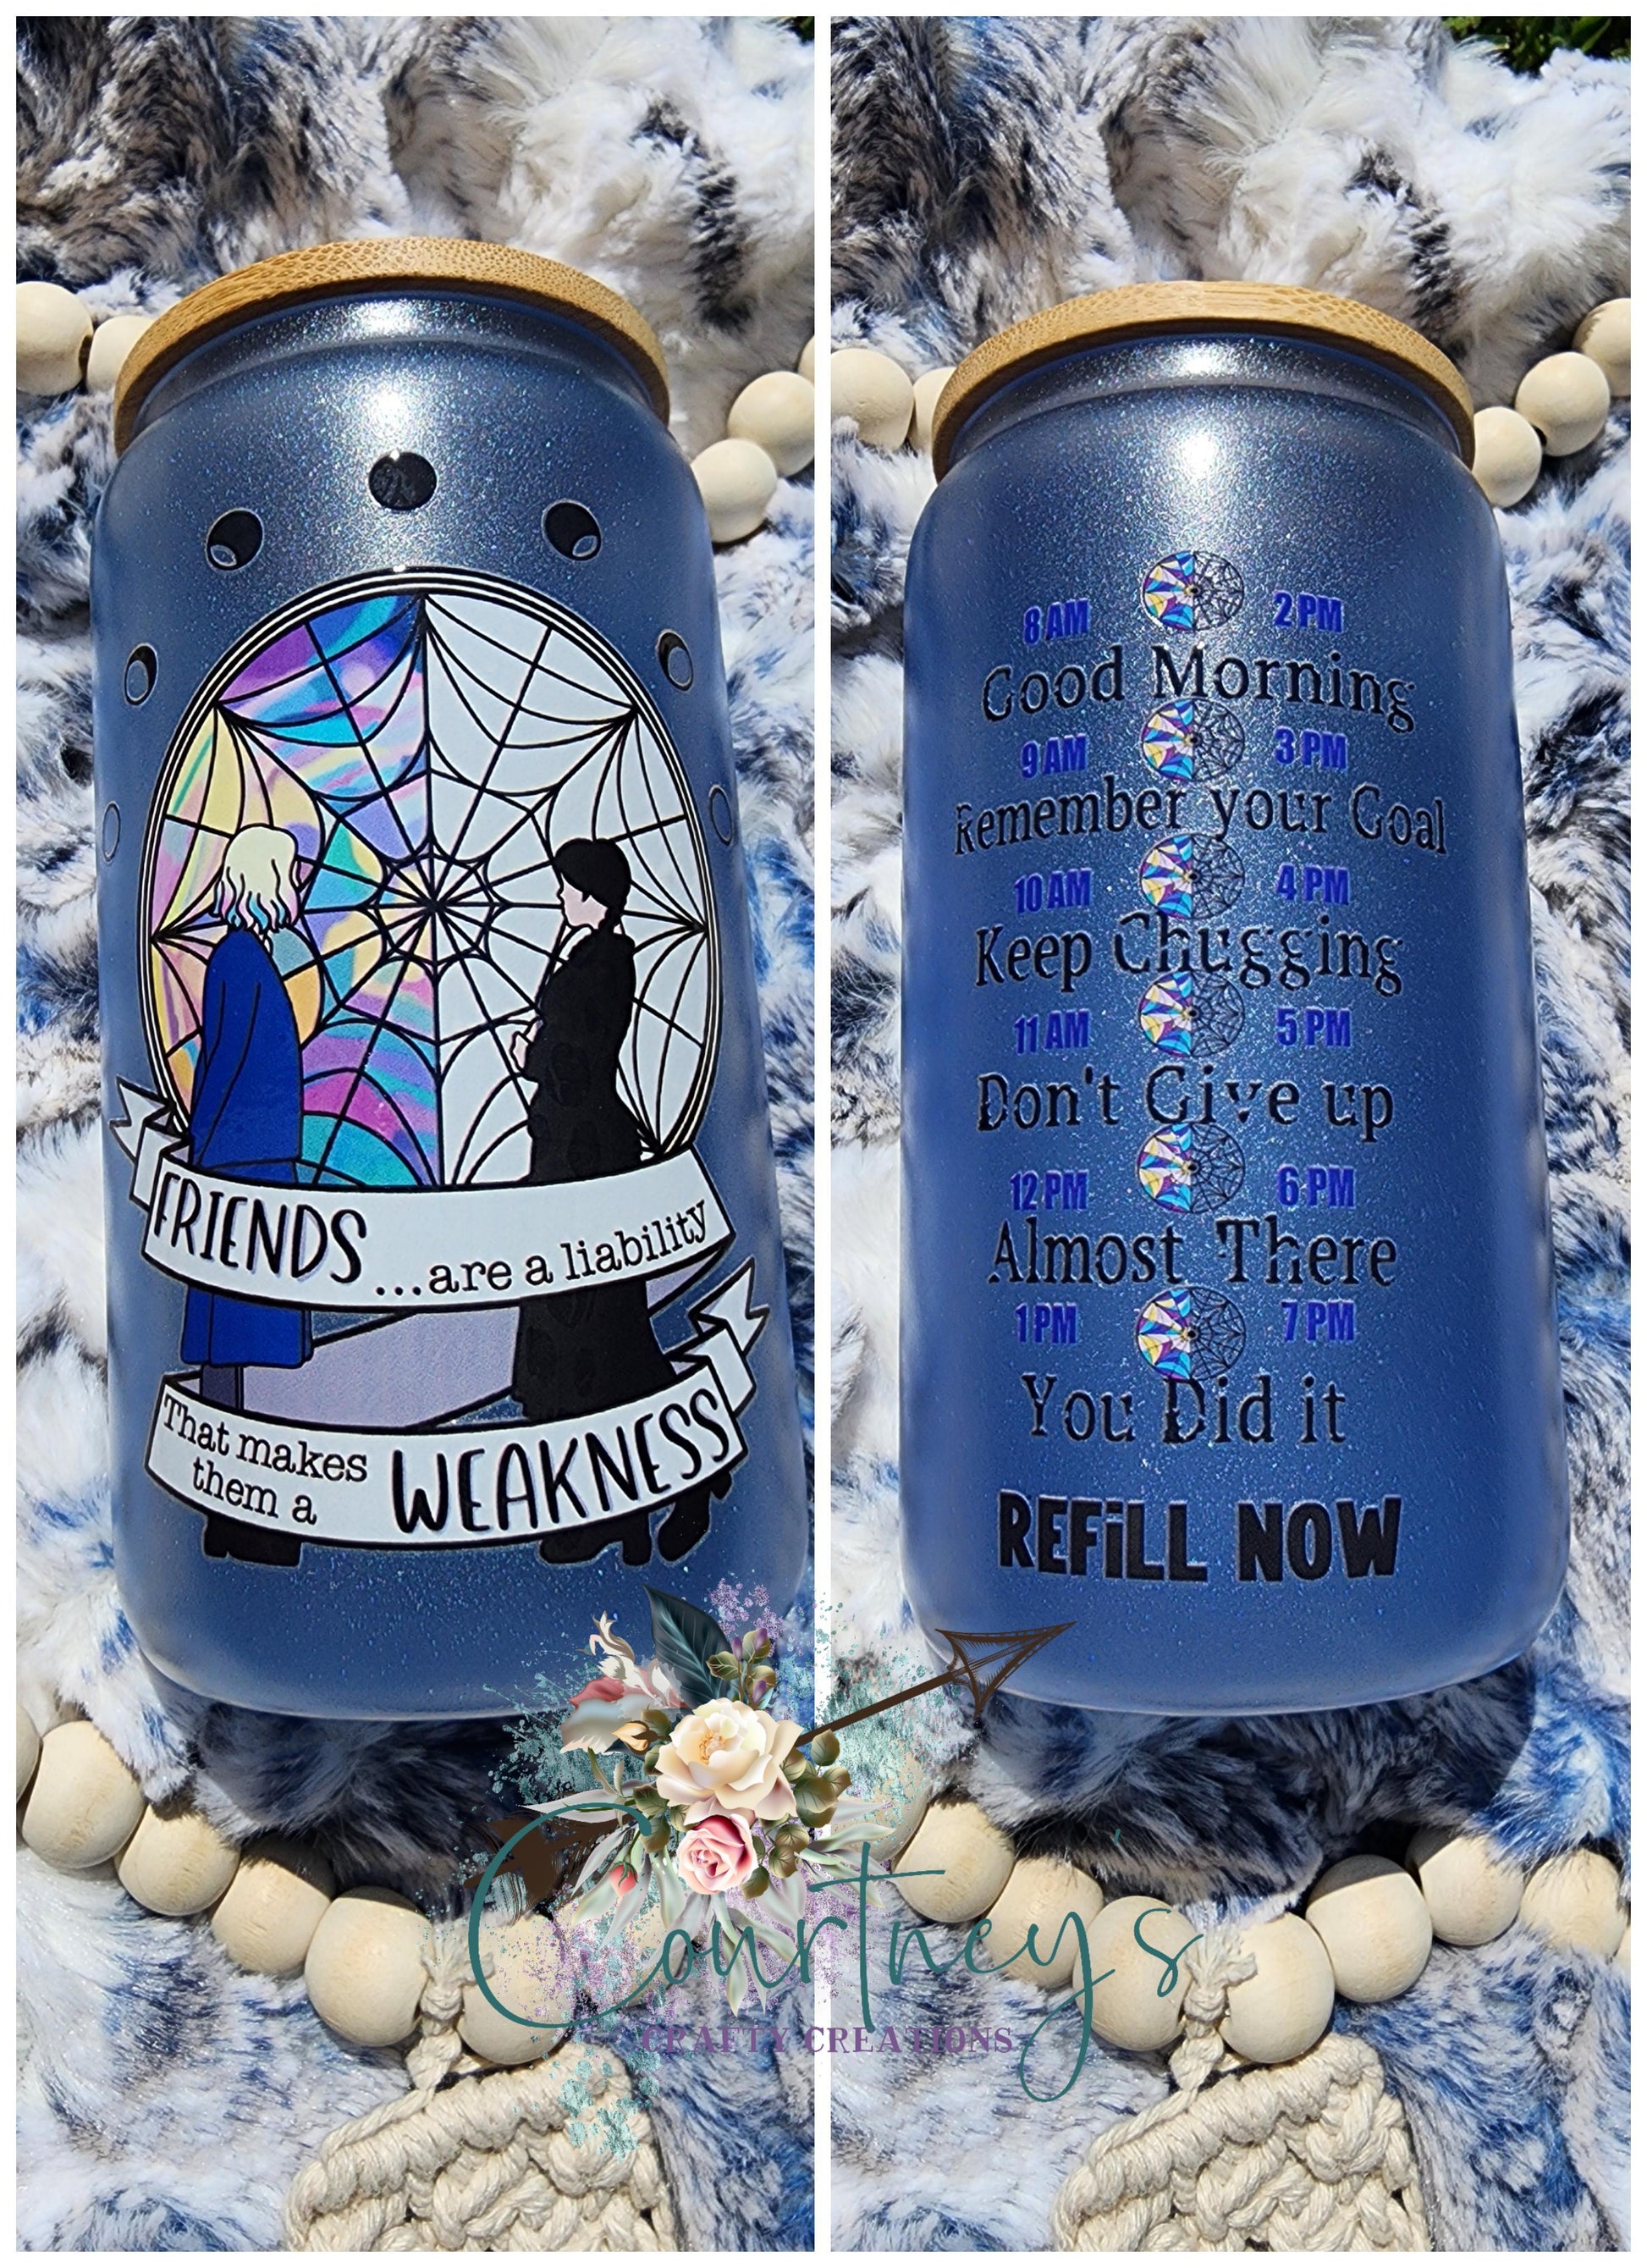 FRIENDS ...are a liability
That makes
them a WEAKNESS
8 AM 2 PM
Good Morning
9 AM 3 PM
Remember your Goal
10 AM 4 PM
Keep Chugging
11 AM 5 PM
Don't Give up
12 PM 6 PM
Almost There
1 PM 7 PM
You Did it
REFiLL NOW
Courtney's
CRAFTY CREATIONS